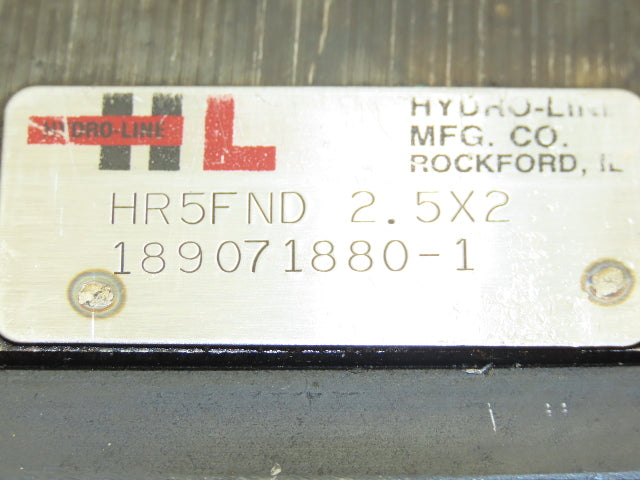 HYDRO-LINE
HL
HYDRO-LINE
MFG. CO.
ROCKFORD, IL
HR5FND 2.5X2
189071880-1